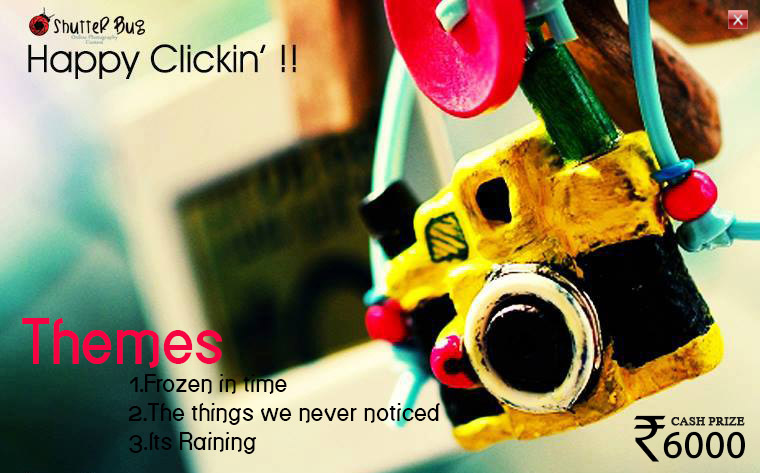 Shutter Bug
Online Photography
Contest
Happy Clickin' !!
Themes
1.Frozen in time
2.The things we never noticed
3.Its Raining
₹ CASH PRIZE
6000